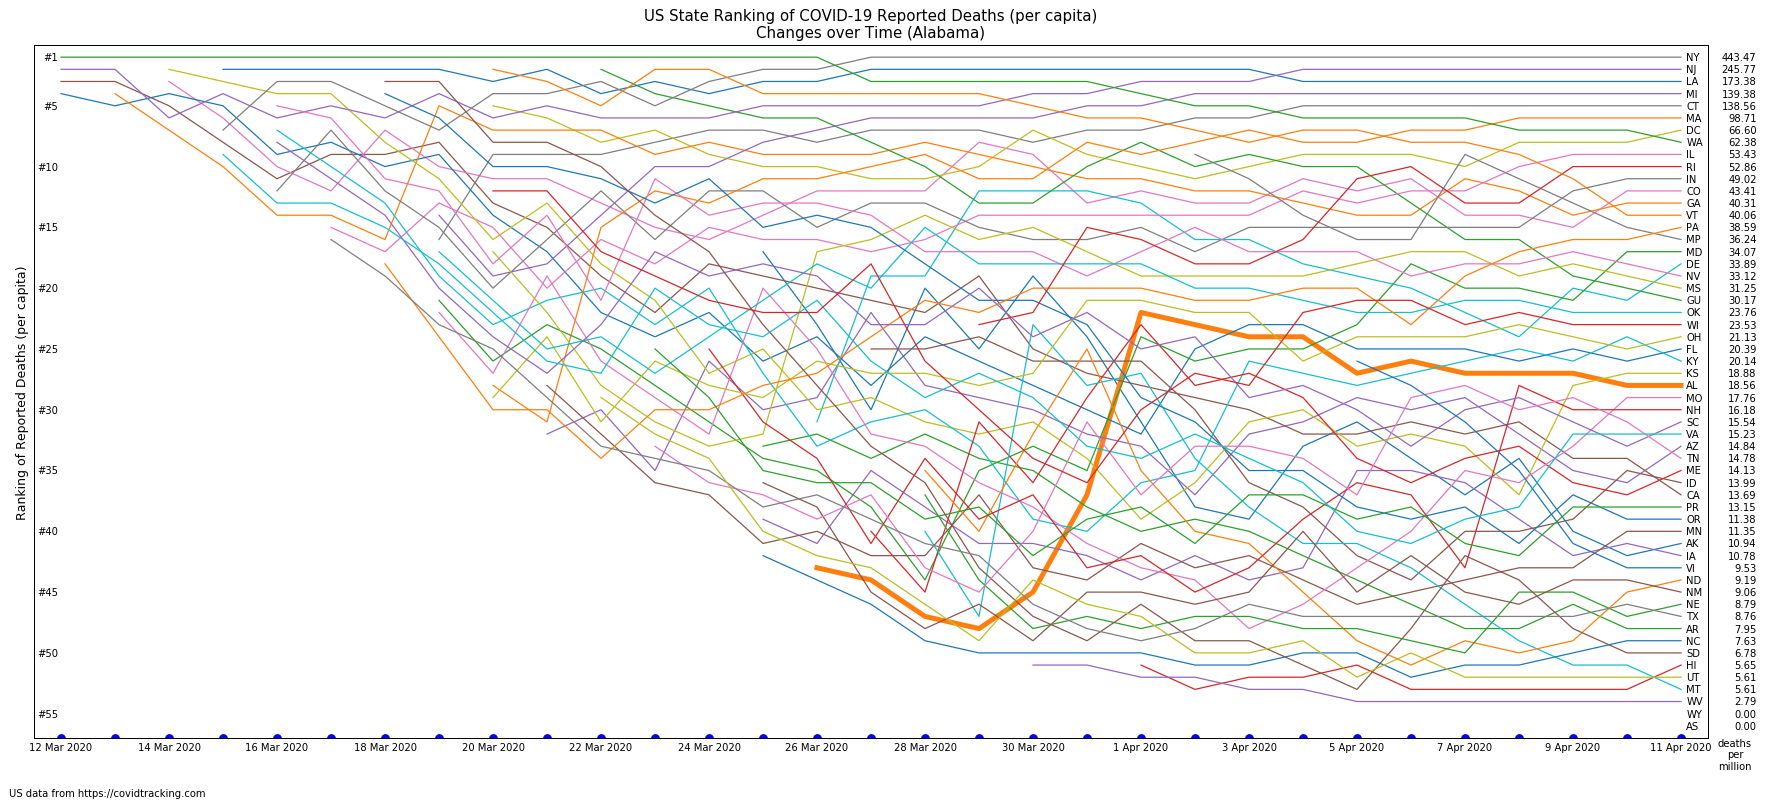 US State Ranking of COVID-19 Reported Deaths (per capita)
Changes over Time (Alabama)
Ranking of Reported Deaths (per capita)
#1
#5
#10
#15
#20
#25
#30
#35
#40
#45
#50
#55
NY 443.47
NJ 245.77
LA 173.38
MI 139.38
CT 138.56
MA 98.71
DC 66.60
WA 62.38
IL 53.43
RI 52.86
IN 49.02
CO 43.41
GA 40.31
VT 40.06
PA 38.59
MP 36.24
MD 34.07
DE 33.89
NV 33.12
MS 31.25
GU 30.17
OK 23.76
WI 23.53
OH 21.13
FL 20.39
KY 20.14
KS 18.88
AL 18.56
MO 17.76
NH 16.18
SC 15.54
VA 15.23
AZ 14.84
TN 14.78
ME 14.13
ID 13.99
CA 13.69
PR 13.15
OR 11.38
MN 11.35
AK 10.94
IA 10.78
VI 9.53
ND 9.19
NM 9.06
NE 8.79
TX 8.76
AR 7.95
NC 7.63
SD 6.78
HI 5.65
UT 5.61
MT 5.61
WV 2.79
WY 0.00
AS 0.00
12 Mar 2020 14 Mar 2020 16 Mar 2020 18 Mar 2020 20 Mar 2020 22 Mar 2020 24 Mar 2020 26 Mar 2020 28 Mar 2020 30 Mar 2020 1 Apr 2020 3 Apr 2020 5 Apr 2020 7 Apr 2020 9 Apr 2020 11 Apr 2020
deaths
per
million
US data from https://covidtracking.com